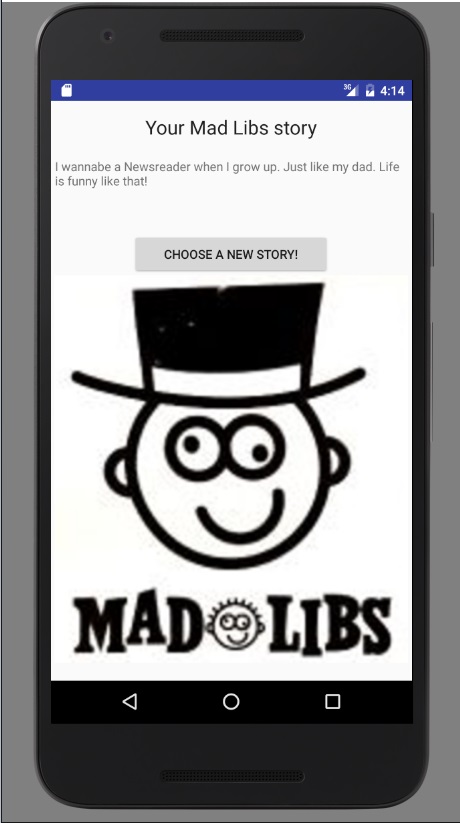 3G 4:14
Your Mad Libs story
I wannabe a Newsreader when I grow up. Just like my dad. Life
is funny like that!
CHOOSE A NEW STORY!
MAD LIBS